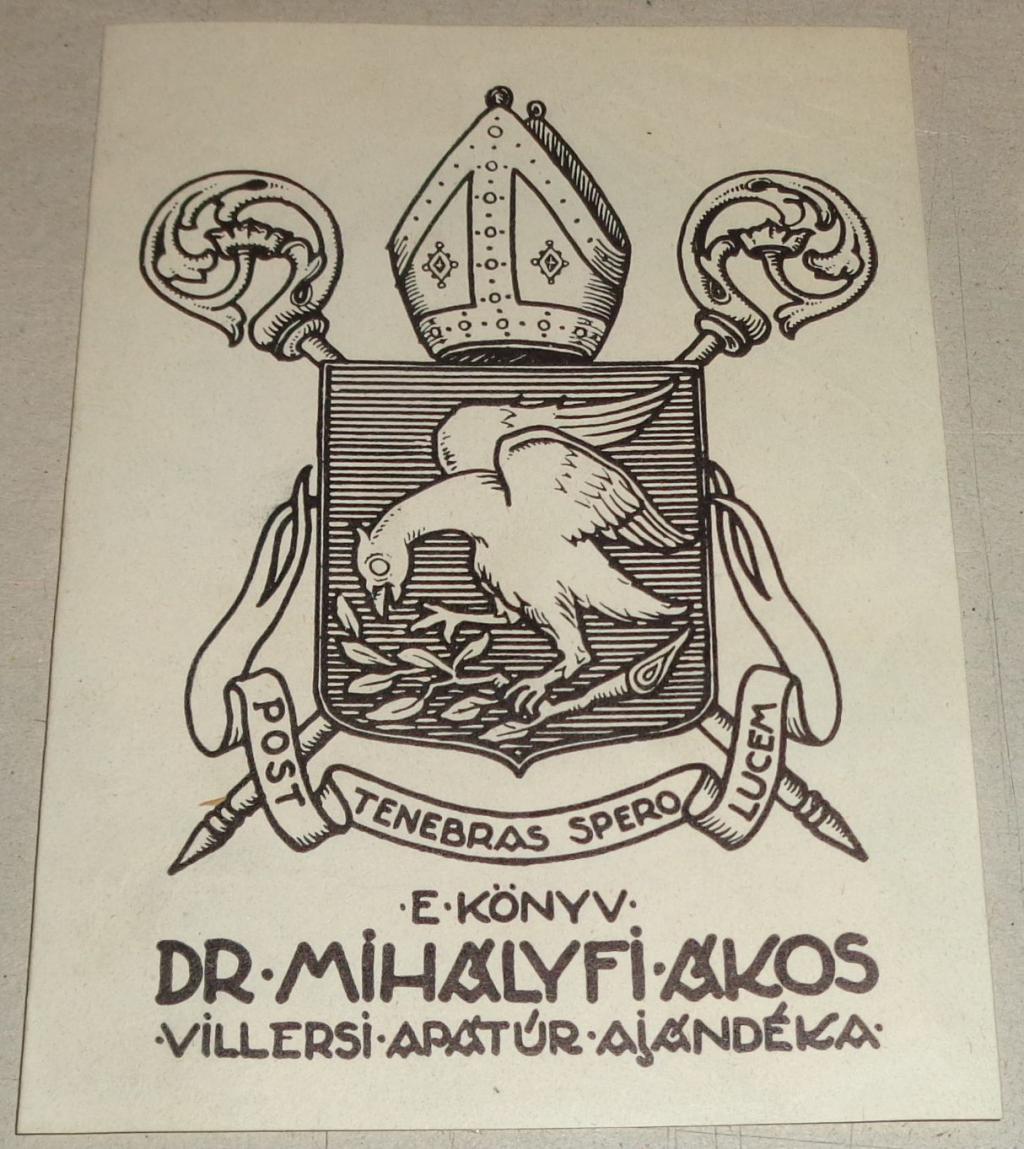 POST TENEBRAS SPERO LUCEM
·E·KÖNYV·
DR·MIHÁLYFI·ÁKOS
·VILLERSI·APÁTÚR·AJÁNDÉKA·